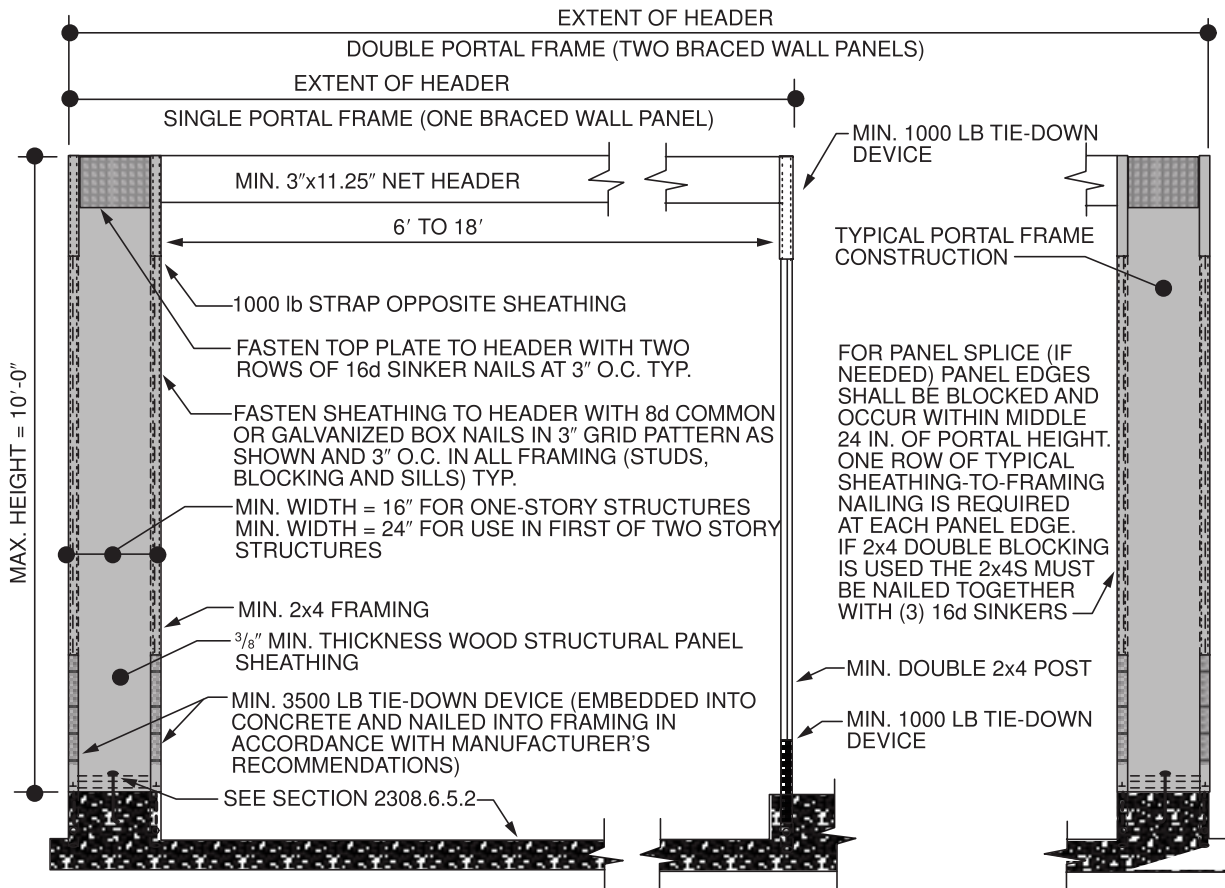 EXTENT OF HEADER
DOUBLE PORTAL FRAME (TWO BRACED WALL PANELS)
EXTENT OF HEADER
SINGLE PORTAL FRAME (ONE BRACED WALL PANEL)
MIN. 1000 LB TIE-DOWN
DEVICE
MIN. 3″x11.25″ NET HEADER
6′ TO 18′
TYPICAL PORTAL FRAME
CONSTRUCTION
1000 lb STRAP OPPOSITE SHEATHING
FASTEN TOP PLATE TO HEADER WITH TWO
ROWS OF 16d SINKER NAILS AT 3″ O.C. TYP.
FASTEN SHEATHING TO HEADER WITH 8d COMMON
OR GALVANIZED BOX NAILS IN 3″ GRID PATTERN AS
SHOWN AND 3″ O.C. IN ALL FRAMING (STUDS,
BLOCKING AND SILLS) TYP.
MIN. WIDTH = 16″ FOR ONE-STORY STRUCTURES
MIN. WIDTH = 24″ FOR USE IN FIRST OF TWO STORY
STRUCTURES
MAX. HEIGHT = 10′-0″
FOR PANEL SPLICE (IF
NEEDED) PANEL EDGES
SHALL BE BLOCKED AND
OCCUR WITHIN MIDDLE
24 IN. OF PORTAL HEIGHT.
ONE ROW OF TYPICAL
SHEATHING-TO-FRAMING
NAILING IS REQUIRED
AT EACH PANEL EDGE.
IF 2x4 DOUBLE BLOCKING
IS USED THE 2x4S MUST
BE NAILED TOGETHER
WITH (3) 16d SINKERS
MIN. 2x4 FRAMING
3/8″ MIN. THICKNESS WOOD STRUCTURAL PANEL
SHEATHING
MIN. DOUBLE 2x4 POST
MIN. 3500 LB TIE-DOWN DEVICE (EMBEDDED INTO
CONCRETE AND NAILED INTO FRAMING IN
ACCORDANCE WITH MANUFACTURER'S
RECOMMENDATIONS)
MIN. 1000 LB TIE-DOWN
DEVICE
SEE SECTION 2308.6.5.2